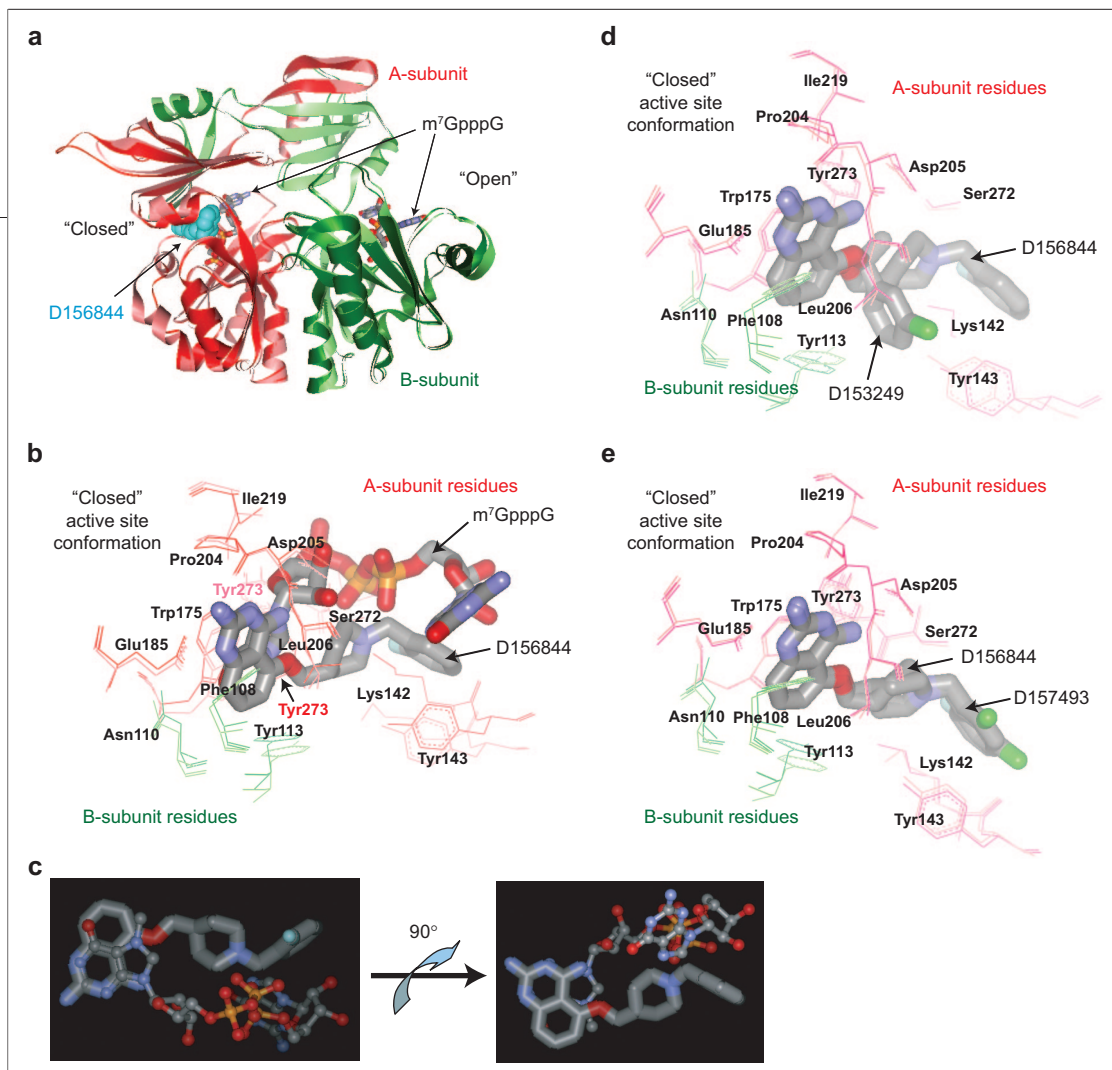 a
A-subunit
m⁷GpppG
"Open"
"Closed"
D156844
B-subunit
b
"Closed"
active site
conformation
Ile219
A-subunit residues
m⁷GpppG
Pro204
Asp205
Tyr273
Trp175
Ser272
Glu185
Leu206
D156844
Phe108
Lys142
Tyr273
Asn110
Tyr113
Tyr143
B-subunit residues
c
90°
d
"Closed"
active site
conformation
Ile219
A-subunit residues
Pro204
Tyr273
Asp205
Trp175
Ser272
Glu185
D156844
Asn110
Phe108
Leu206
Lys142
Tyr113
Tyr143
B-subunit residues
D153249
e
"Closed"
active site
conformation
Ile219
A-subunit residues
Pro204
Asp205
Tyr273
Trp175
Glu185
Ser272
D156844
Asn110
Phe108
Leu206
D157493
Tyr113
Lys142
B-subunit residues
Tyr143